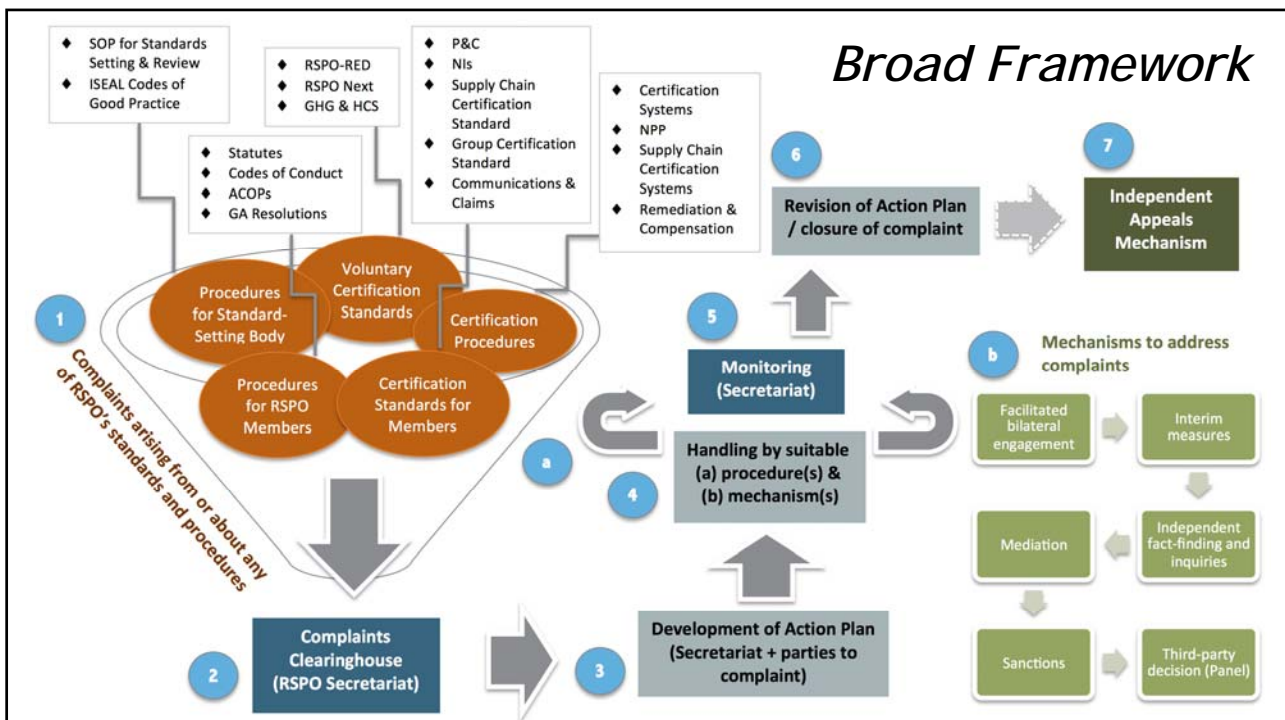 Broad Framework
♦ SOP for Standards
Setting & Review
♦ ISEAL Codes of
Good Practice
♦ RSPO-RED
♦ RSPO Next
♦ GHG & HCS
♦ P&C
♦ NIs
♦ Supply Chain
Certification
Standard
♦ Group Certification
Standard
♦ Communications &
Claims
♦ Certification
Systems
♦ NPP
♦ Supply Chain
Certification
Systems
♦ Remediation &
Compensation
♦ Statutes
♦ Codes of Conduct
♦ ACOPs
♦ GA Resolutions
1
Complaints arising from or about any
of RSPO's standards and procedures
Procedures
for Standard-
Setting Body
Voluntary
Certification
Standards
Certification
Procedures
Procedures
for RSPO
Members
Certification
Standards for
Members
2
Complaints
Clearinghouse
(RSPO Secretariat)
3
Development of Action Plan
(Secretariat + parties to
complaint)
a
4
Handling by suitable
(a) procedure(s) &
(b) mechanism(s)
5
Monitoring
(Secretariat)
6
Revision of Action Plan
/ closure of complaint
7
Independent
Appeals
Mechanism
b
Mechanisms to address
complaints
Facilitated
bilateral
engagement
Interim
measures
Independent
fact-finding and
inquiries
Mediation
Sanctions
Third-party
decision (Panel)